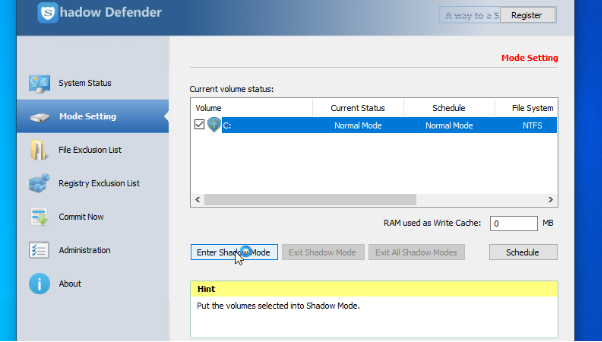 hadow Defender
A way to a S
Register
Mode Setting
System Status
Mode Setting
File Exclusion List
Registry Exclusion List
Commit Now
Administration
About
Current volume status:
Volume Current Status Schedule File System
C: Normal Mode Normal Mode NTFS
RAM used as Write Cache: 0 MB
Enter Shadow Mode Exit Shadow Mode Exit All Shadow Modes Schedule
Hint
Put the volumes selected into Shadow Mode.